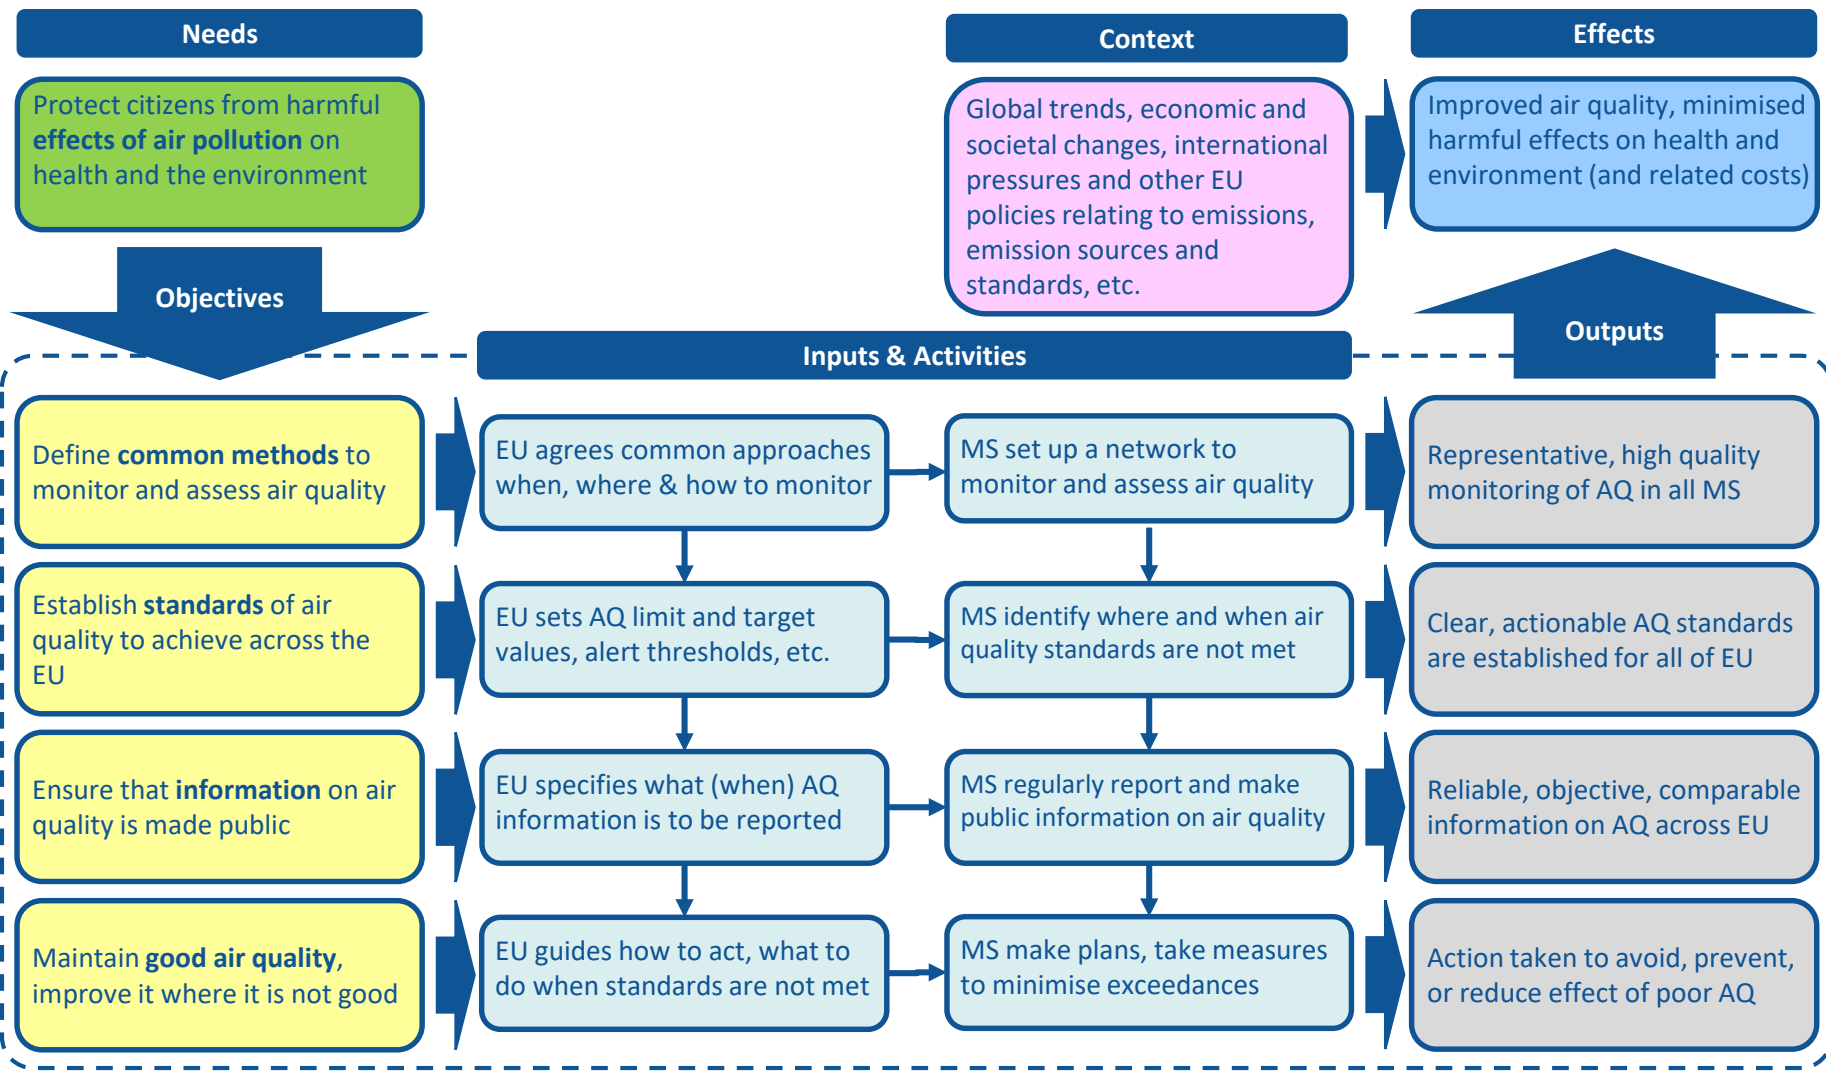 Needs
Protect citizens from harmful
effects of air pollution on
health and the environment
Objectives
Context
Global trends, economic and
societal changes, international
pressures and other EU
policies relating to emissions,
emission sources and
standards, etc.
Effects
Improved air quality, minimised
harmful effects on health and
environment (and related costs)
Outputs
Inputs & Activities
Define common methods to
monitor and assess air quality
EU agrees common approaches
when, where & how to monitor
MS set up a network to
monitor and assess air quality
Representative, high quality
monitoring of AQ in all MS
Establish standards of air
quality to achieve across the
EU
EU sets AQ limit and target
values, alert thresholds, etc.
MS identify where and when air
quality standards are not met
Clear, actionable AQ standards
are established for all of EU
Ensure that information on air
quality is made public
EU specifies what (when) AQ
information is to be reported
MS regularly report and make
public information on air quality
Reliable, objective, comparable
information on AQ across EU
Maintain good air quality,
improve it where it is not good
EU guides how to act, what to
do when standards are not met
MS make plans, take measures
to minimise exceedances
Action taken to avoid, prevent,
or reduce effect of poor AQ